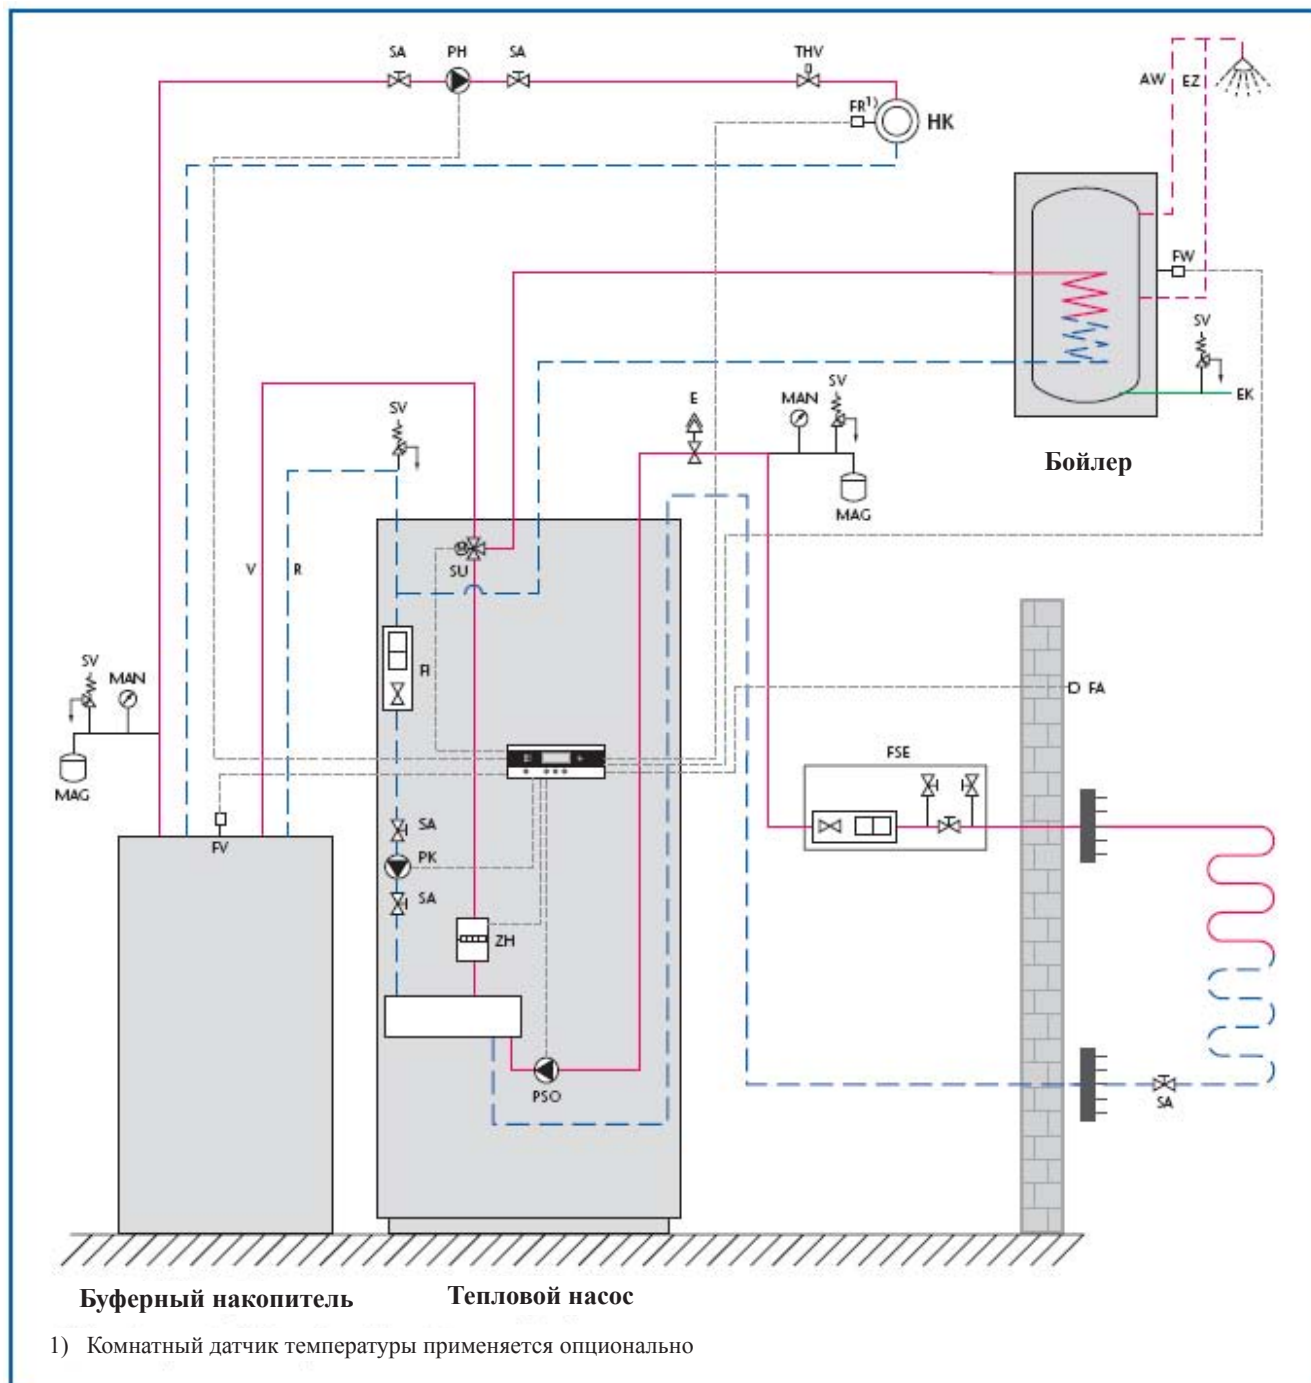 SA PH SA THV
AW EZ
FR1) HK
FW
SV
SV E MAN SV EK
Бойлер
MAG
V R SU
SV MAN FI FA
FSE
MAG
FV SA
PK
SA
ZH
PSO SA
Буферный накопитель Тепловой насос
1) Комнатный датчик температуры применяется опционально